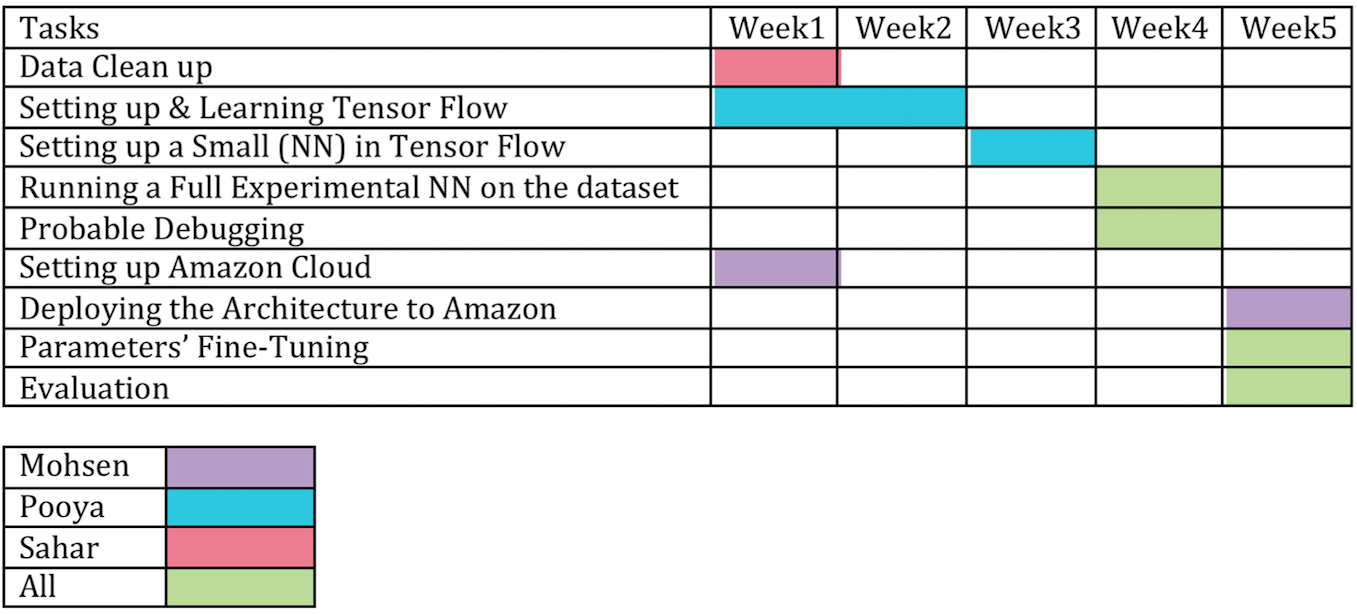 Tasks Week1 Week2 Week3 Week4 Week5
Data Clean up
Setting up & Learning Tensor Flow
Setting up a Small (NN) in Tensor Flow
Running a Full Experimental NN on the dataset
Probable Debugging
Setting up Amazon Cloud
Deploying the Architecture to Amazon
Parameters’ Fine-Tuning
Evaluation
Mohsen
Pooya
Sahar
All